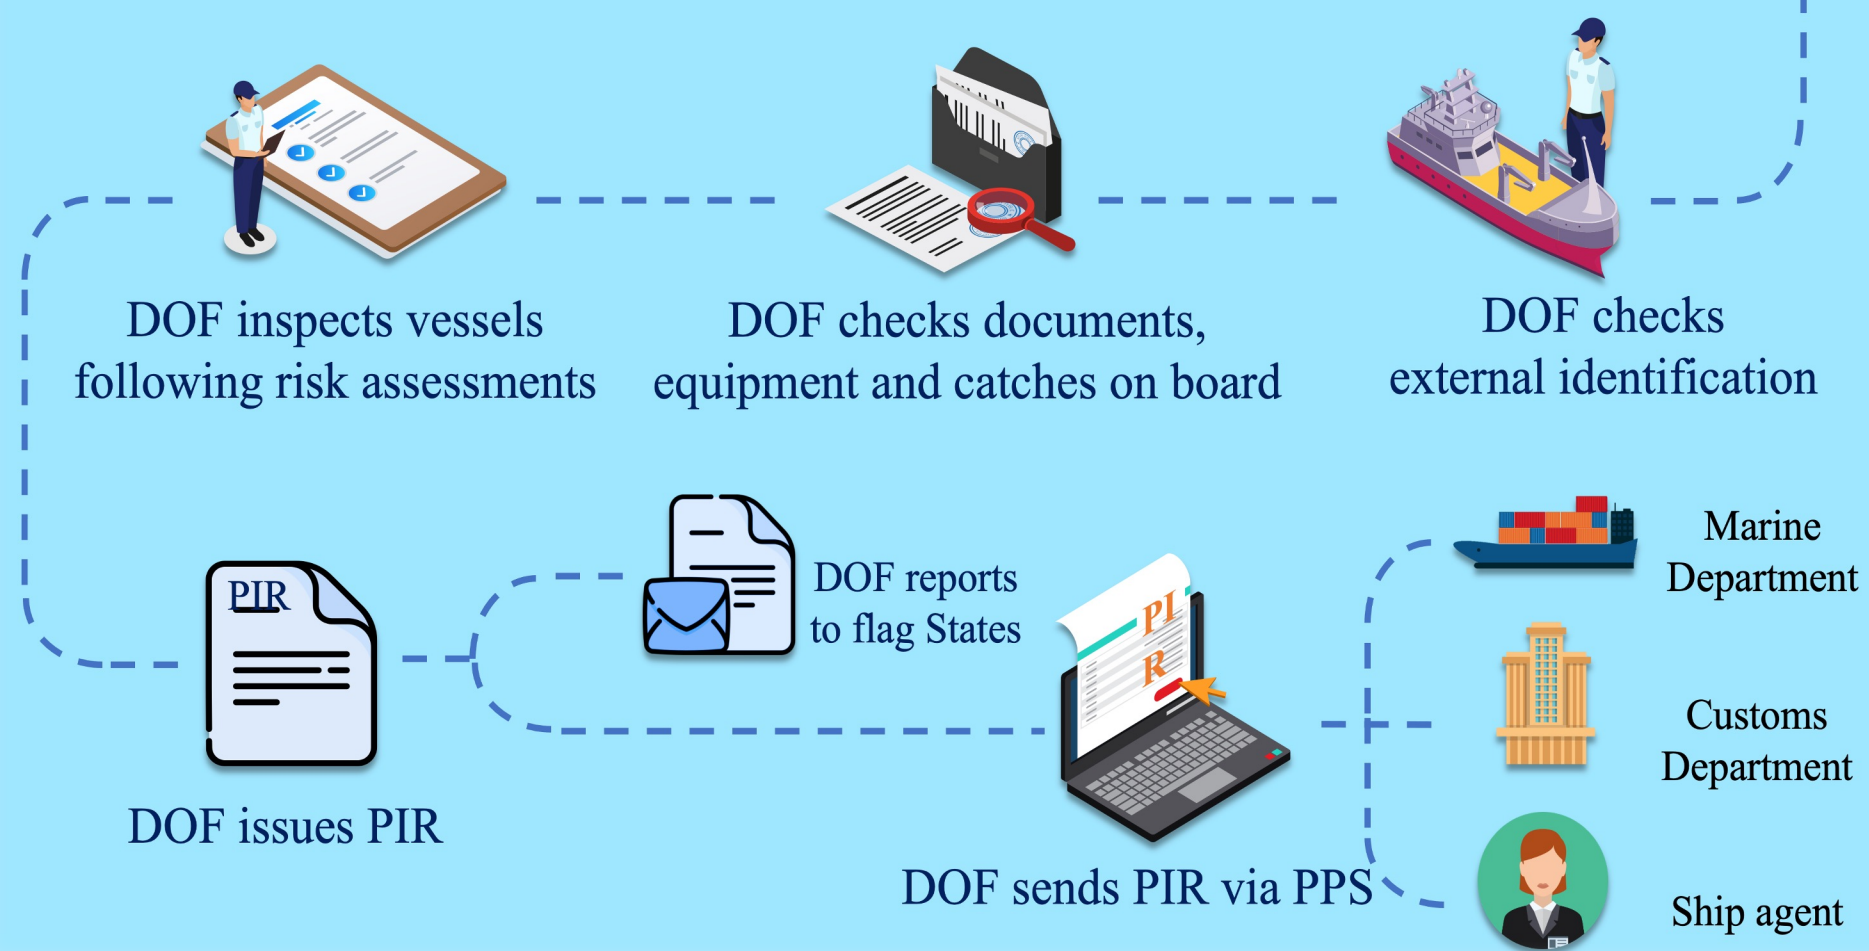 DOF inspects vessels
following risk assessments
DOF checks documents,
equipment and catches on board
DOF checks
external identification
PIR
DOF issues PIR
DOF reports
to flag States
PI
R
DOF sends PIR via PPS
Marine
Department
Customs
Department
Ship agent